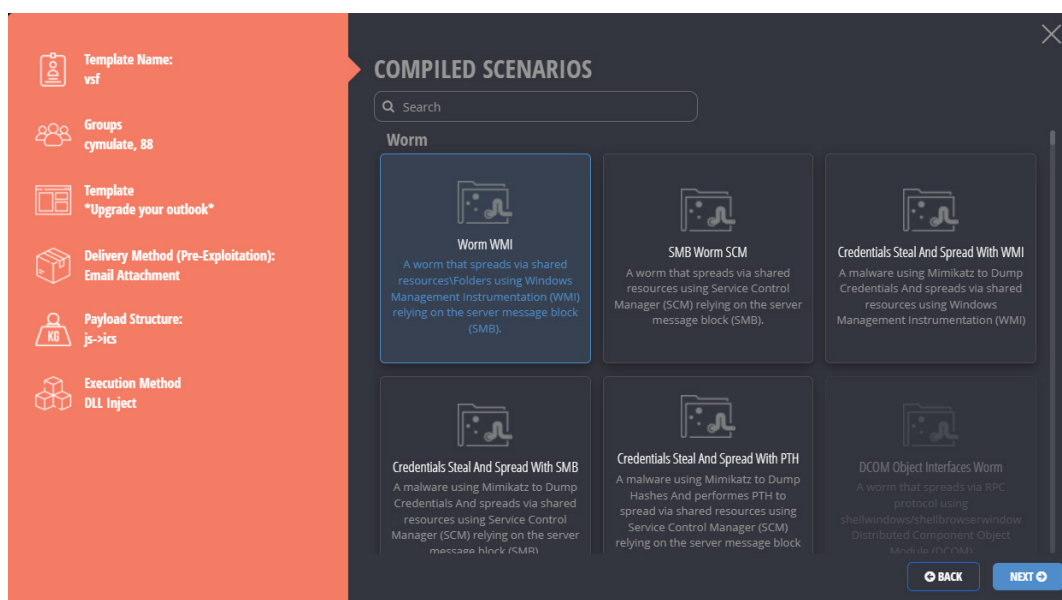 Template Name:
vsf
Groups
cymulate, 88
Template
*Upgrade your outlook*
Delivery Method (Pre-Exploitation):
Email Attachment
KG
Payload Structure:
js->ics
Execution Method
DLL Inject
COMPILED SCENARIOS
Search
Worm
Worm WMI
A worm that spreads via shared
resources\Folders using Windows
Management Instrumentation (WMI)
relying on the server message block
(SMB).
SMB Worm SCM
A worm that spreads via shared
resources using Service Control
Manager (SCM) relying on the server
message block (SMB).
Credentials Steal And Spread With WMI
A malware using Mimikatz to Dump
Credentials And spreads via shared
resources using Windows
Management Instrumentation (WMI)
Credentials Steal And Spread With SMB
A malware using Mimikatz to Dump
Credentials And spreads via shared
resources using Service Control
Manager (SCM) relying on the server
message block (SMB)
Credentials Steal And Spread With PTH
A malware using Mimikatz to Dump
Hashes And performes PTH to
spread via shared resources using
Service Control Manager (SCM)
relying on the server message block
DCOM Object Interfaces Worm
A worm that spreads via RPC
protocol using
shellwindows/shellbrowserwindow
Distributed Component Object
Module (DCOM)
BACK
NEXT